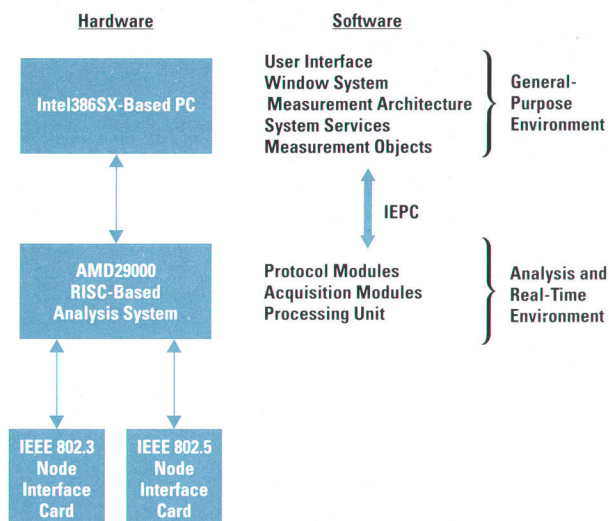 Hardware
Software
Intel386SX-Based PC
User Interface
Window System
Measurement Architecture
System Services
Measurement Objects
General-
Purpose
Environment
IEPC
AMD29000
RISC-Based
Analysis System
Protocol Modules
Acquisition Modules
Processing Unit
Analysis and
Real-Time
Environment
IEEE 802.3
Node
Interface
Card
IEEE 802.5
Node
Interface
Card